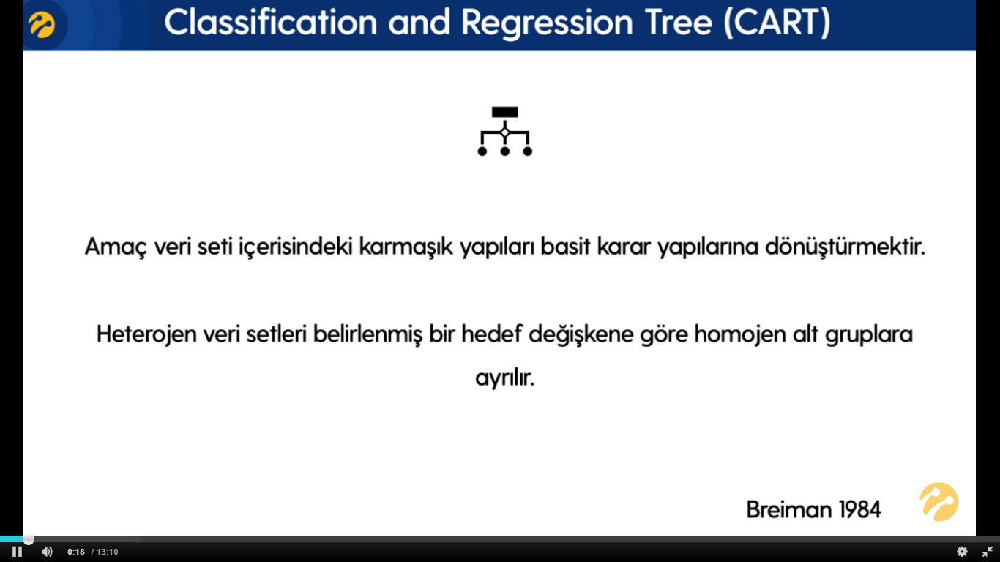 Classification and Regression Tree (CART)
Amaç veri seti içerisindeki karmaşık yapıları basit karar yapılarına dönüştürmektir.
Heterojen veri setleri belirlenmiş bir hedef değişkene göre homojen alt gruplara
ayrılır.
Breiman 1984
0:18 / 13:10